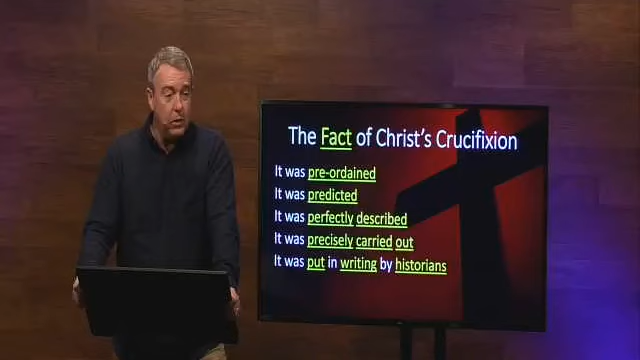 The Fact of Christ's Crucifixion
It was pre-ordained
It was predicted
It was perfectly described
It was precisely carried out
It was put in writing by historians